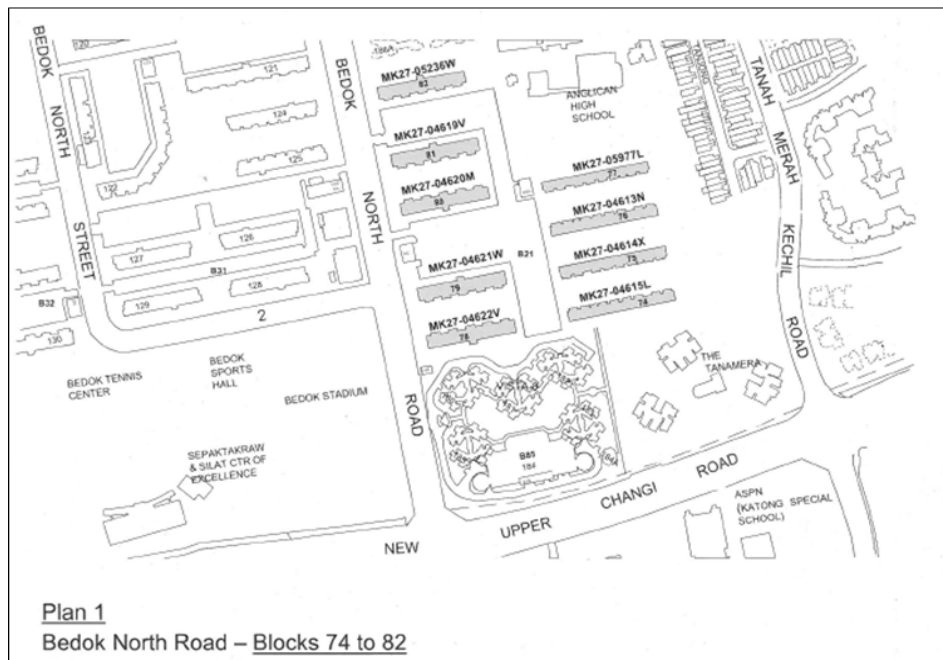 BEDOK
NORTH
STREET
2
120
121
122
124
125
126
127
128
129
130
B31
B32
BEDOK
NORTH
ROAD
186A
MK27-05236W
82
MK27-04619V
81
MK27-04620M
80
MK27-04621W
79
MK27-04622V
78
ANGLICAN
HIGH
SCHOOL
MK27-05977L
77
MK27-04613N
76
B21
MK27-04614X
75
MK27-04615L
74
TANAH
MERAH
KECHIL
ROAD
BEDOK TENNIS
CENTER
BEDOK
SPORTS
HALL
BEDOK STADIUM
SEPAKTAKRAW
& SILAT CTR OF
EXCELLENCE
B85
18#
THE
TANAMERA
NEW
UPPER
CHANGI
ROAD
ASPN
(KATONG SPECIAL
SCHOOL)
Plan 1
Bedok North Road – Blocks 74 to 82